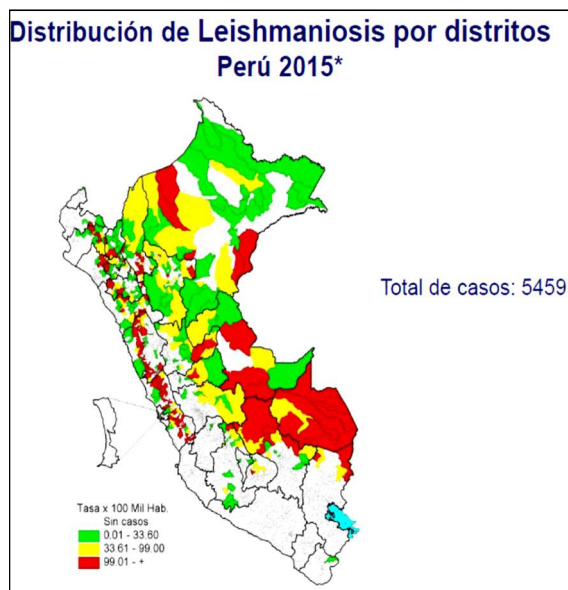 Distribución de Leishmaniosis por distritos
Perú 2015*
Total de casos: 5459
Tasa x 100 Mil Hab.
Sin casos
0.01 - 33.60
33.61 - 99.00
99.01 - +